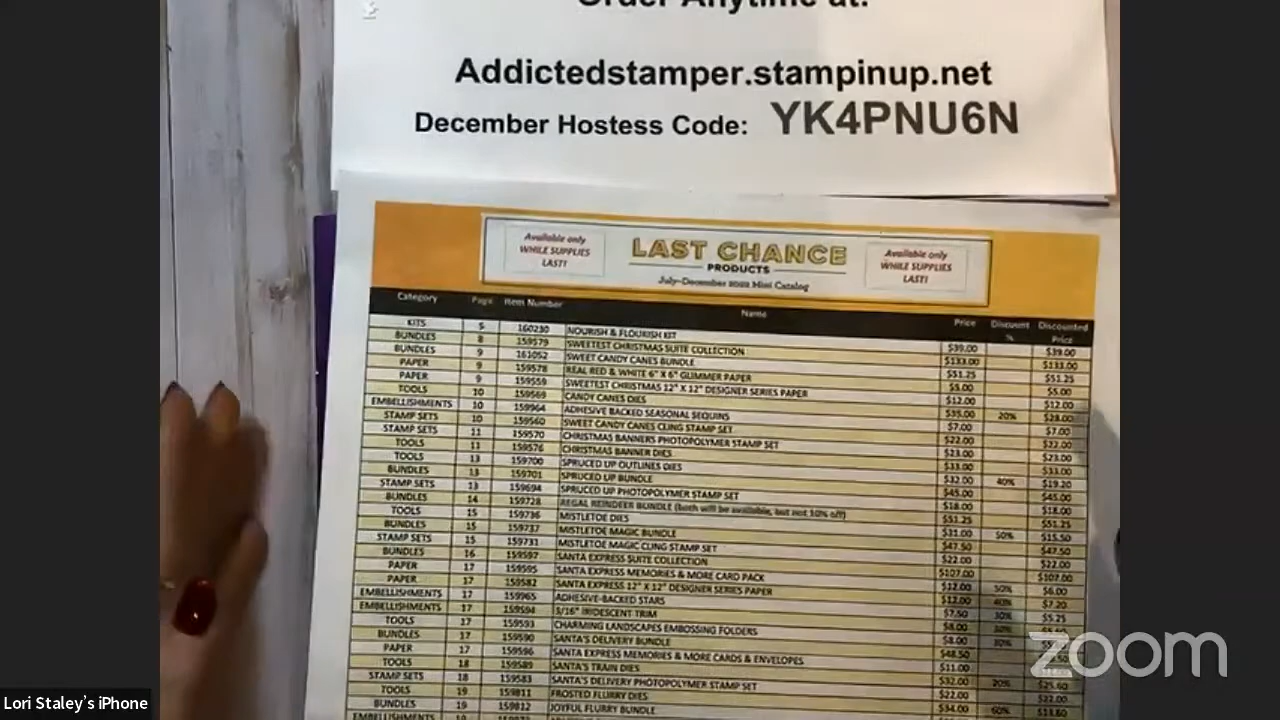 Order Anytime at:
Addictedstamper.stampinup.net
December Hostess Code: YK4PNU6N
Available only WHILE SUPPLIES LAST!
LAST CHANCE
PRODUCTS
July-December 2022 Mini Catalog
Available only WHILE SUPPLIES LAST!
Category Page Item Number Name Price Discount % Discounted Price
KITS 5 160230 NOURISH & FLOURISH KIT $39.00 $39.00
BUNDLES 8 159579 SWEETEST CHRISTMAS SUITE COLLECTION $133.00 $133.00
BUNDLES 9 161052 SWEET CANDY CANES BUNDLE $51.25 $51.25
PAPER 9 159578 REAL RED & WHITE 6" X 6" GLIMMER PAPER $5.00 $5.00
PAPER 9 159559 SWEETEST CHRISTMAS 12" X 12" DESIGNER SERIES PAPER $12.00 $12.00
TOOLS 10 159569 CANDY CANES DIES $35.00 20% $28.00
EMBELLISHMENTS 10 159964 ADHESIVE BACKED SEASONAL SEQUINS $7.00 $7.00
STAMP SETS 10 159560 SWEET CANDY CANES CLING STAMP SET $22.00 $22.00
STAMP SETS 11 159570 CHRISTMAS BANNERS PHOTOPOLYMER STAMP SET $23.00 $23.00
TOOLS 11 159576 CHRISTMAS BANNER DIES $33.00 $33.00
TOOLS 13 159700 SPRUCED UP OUTLINES DIES $32.00 40% $19.20
BUNDLES 13 159701 SPRUCED UP BUNDLE $45.00 $45.00
STAMP SETS 13 159694 SPRUCED UP PHOTOPOLYMER STAMP SET $18.00 $18.00
BUNDLES 14 159728 REGAL REINDEER BUNDLE (both will be available, but not 10% off) $51.25 $51.25
TOOLS 15 159736 MISTLETOE DIES $31.00 50% $15.50
BUNDLES 15 159737 MISTLETOE MAGIC BUNDLE $47.50 $47.50
STAMP SETS 15 159731 MISTLETOE MAGIC CLING STAMP SET $22.00 $22.00
BUNDLES 16 159597 SANTA EXPRESS SUITE COLLECTION $107.00 $107.00
PAPER 17 159595 SANTA EXPRESS MEMORIES & MORE CARD PACK $12.00 50% $6.00
PAPER 17 159582 SANTA EXPRESS 12" X 12" DESIGNER SERIES PAPER $12.00 40% $7.20
EMBELLISHMENTS 17 159965 ADHESIVE-BACKED STARS $7.50 30% $5.25
EMBELLISHMENTS 17 159594 3/16" IRIDESCENT TRIM $8.00
TOOLS 17 159593 CHARMING LANDSCAPES EMBOSSING FOLDERS $8.00
BUNDLES 17 159590 SANTA'S DELIVERY BUNDLE $48.50
PAPER 17 159596 SANTA EXPRESS MEMORIES & MORE CARDS & ENVELOPES $11.00
TOOLS 18 159589 SANTA'S TRAIN DIES $32.00 20% $25.60
STAMP SETS 18 159583 SANTA'S DELIVERY PHOTOPOLYMER STAMP SET $22.00 $22.00
TOOLS 19 159811 FROSTED FLURRY DIES $34.00 60% $13.60
BUNDLES 19 159812 JOYFUL FLURRY BUNDLE
EMBELLISHMENTS 19
zoom
Lori Staley's iPhone